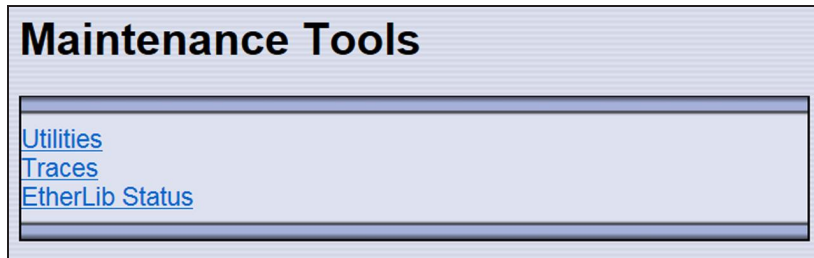 Maintenance Tools
Utilities
Traces
EtherLib Status